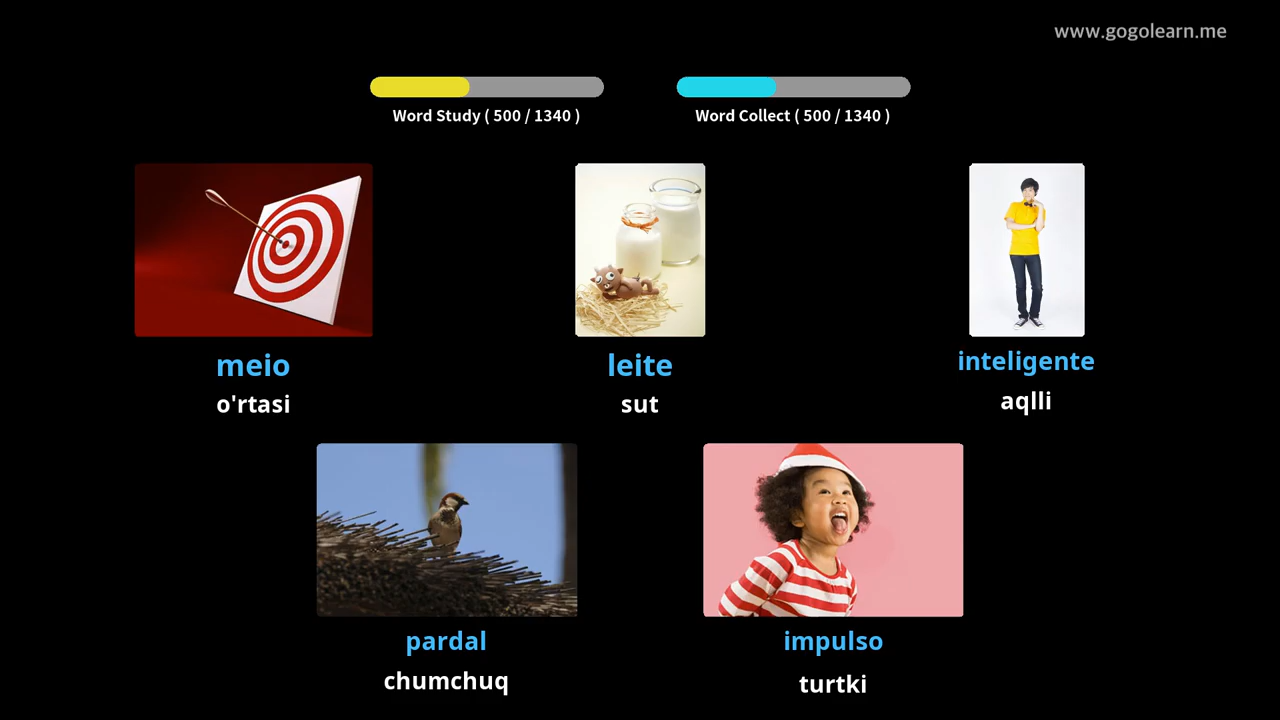 www.gogolearn.me
Word Study ( 500 / 1340 )
Word Collect ( 500 / 1340 )
meio
o'rtasi
leite
sut
inteligente
aqlli
pardal
chumchuq
impulso
turtki